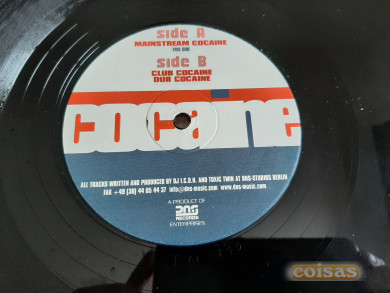 side A
MAINSTREAM COCAINE
side B
CLUB COCAINE
DUB COCAINE
cocaine
ALL TRACKS WRITTEN AND PRODUCED BY DJ I.C.O.N. AND TOXIC TWIN AT DNS-STUDIOS BERLIN.
FAX +49 (30) 44 05 44 37 info@dns-music.com www.dns-music.com
A PRODUCT OF
DNS
RECORDS
ENTERPRISES
coisas